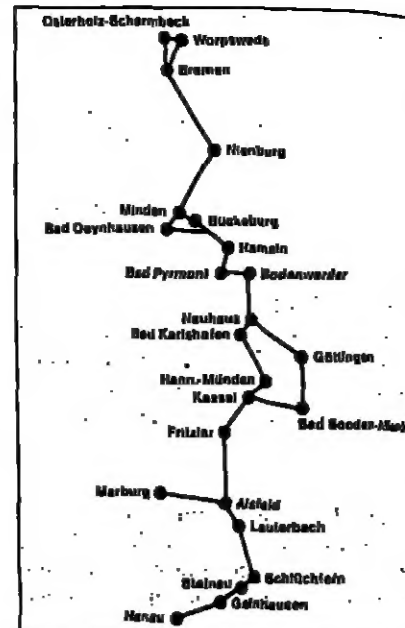 Osterholz-Scharmbeck
Worpswede
Bremen
Nienburg
Minden
Bückeburg
Bad Oeynhausen
Hameln
Bad Pyrmont
Bodenwerder
Neuhaus
Bad Karlshafen
Göttingen
Hann.-Münden
Kassel
Bad Sooden-
Fritzlar
Marburg
Alsfeld
Lauterbach
Schlüchtern
Steinau
Gelnhausen
Hanau